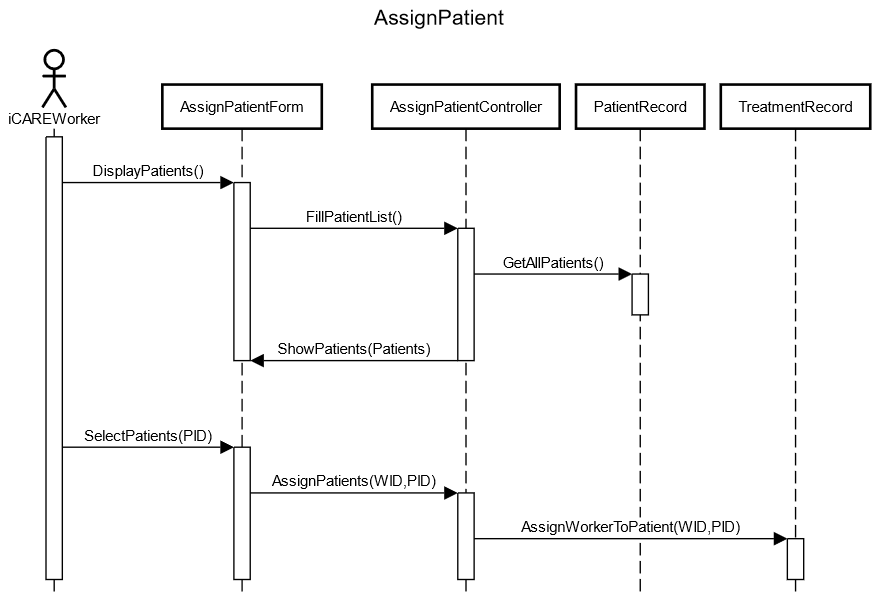 AssignPatient
iCAREWorker
AssignPatientForm
AssignPatientController
PatientRecord
TreatmentRecord
DisplayPatients()
FillPatientList()
GetAllPatients()
ShowPatients(Patients)
SelectPatients(PID)
AssignPatients(WID,PID)
AssignWorkerToPatient(WID,PID)